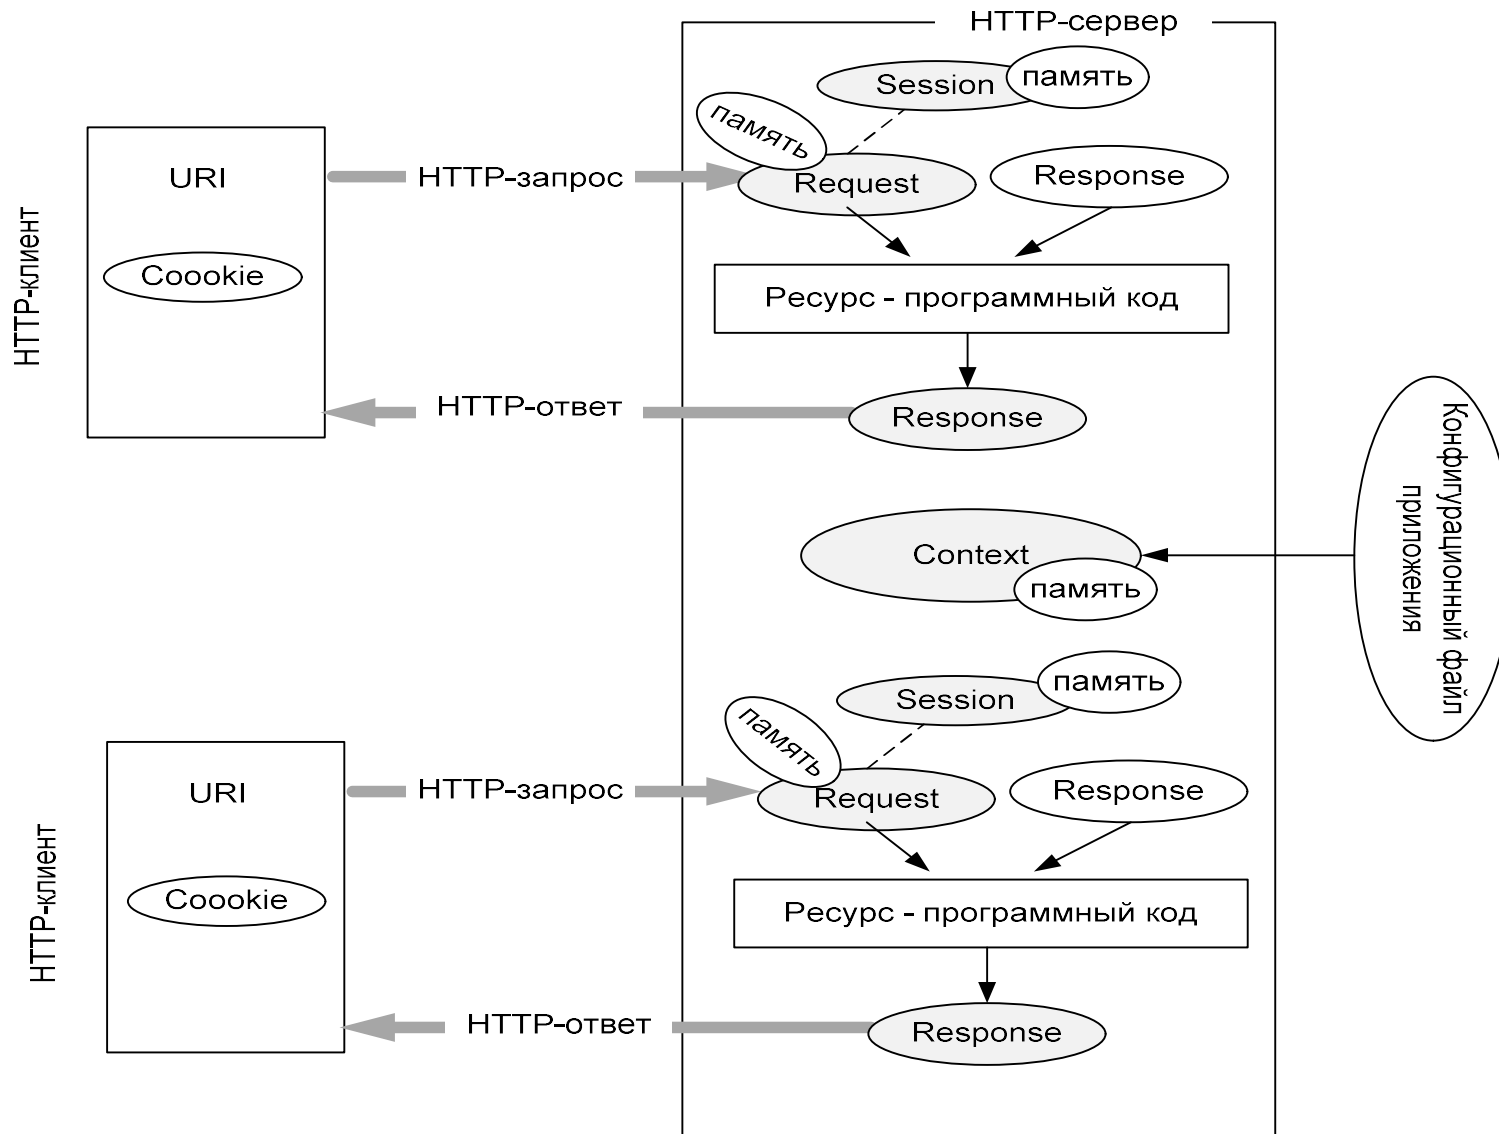 HTTP-сервер
Session
память
память
HTTP-клиент
URI
HTTP-запрос
Request
Response
Coookie
Ресурс - программный код
HTTP-ответ
Response
Конфигурационный файл
приложения
Context
память
Session
память
память
HTTP-клиент
URI
HTTP-запрос
Request
Response
Coookie
Ресурс - программный код
HTTP-ответ
Response